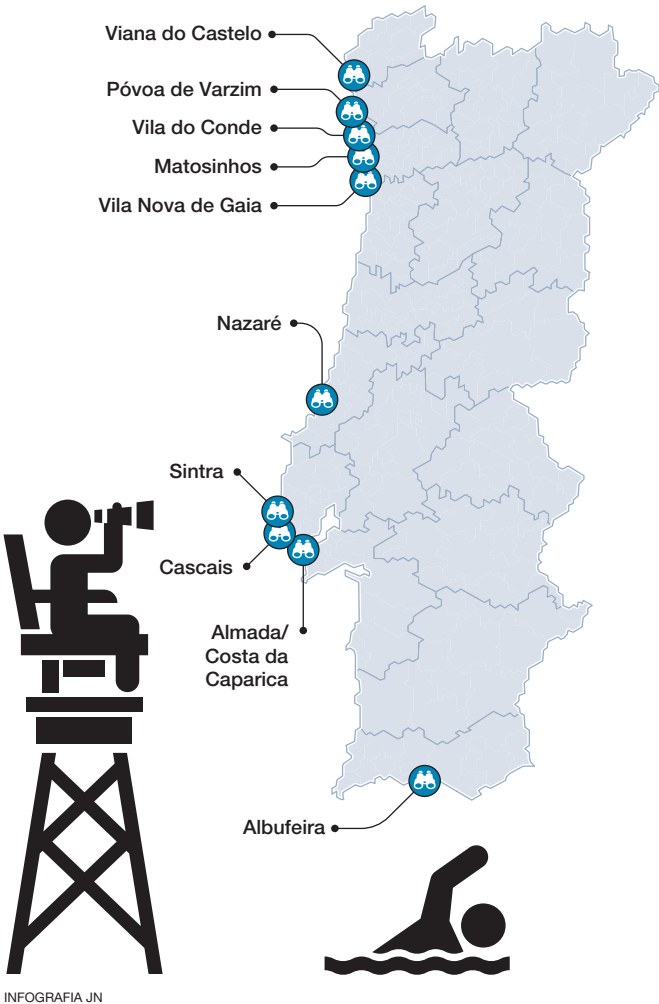 Viana do Castelo
Póvoa de Varzim
Vila do Conde
Matosinhos
Vila Nova de Gaia
Nazaré
Sintra
Cascais
Almada/
Costa da
Caparica
Albufeira
INFOGRAFIA JN